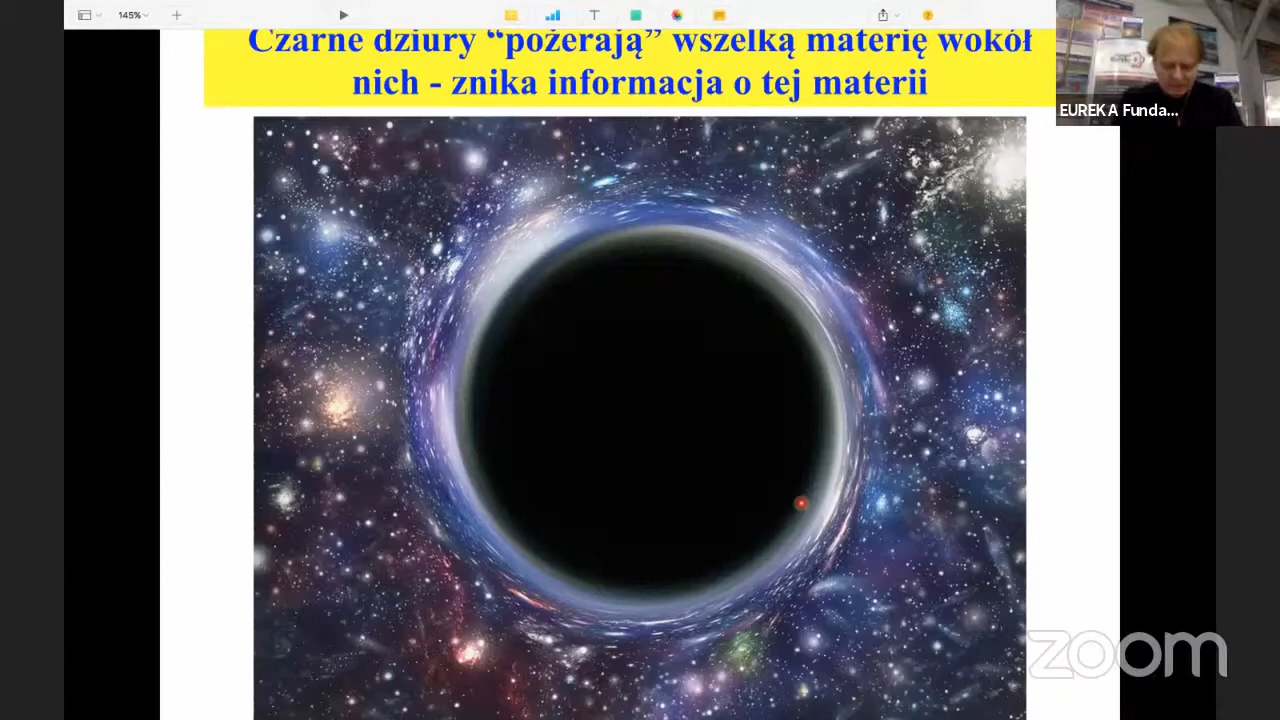 145%
Czarne dziury “pożerają” wszelką materię wokół
nich - znika informacja o tej materii
EUREKA Funda...
zoom